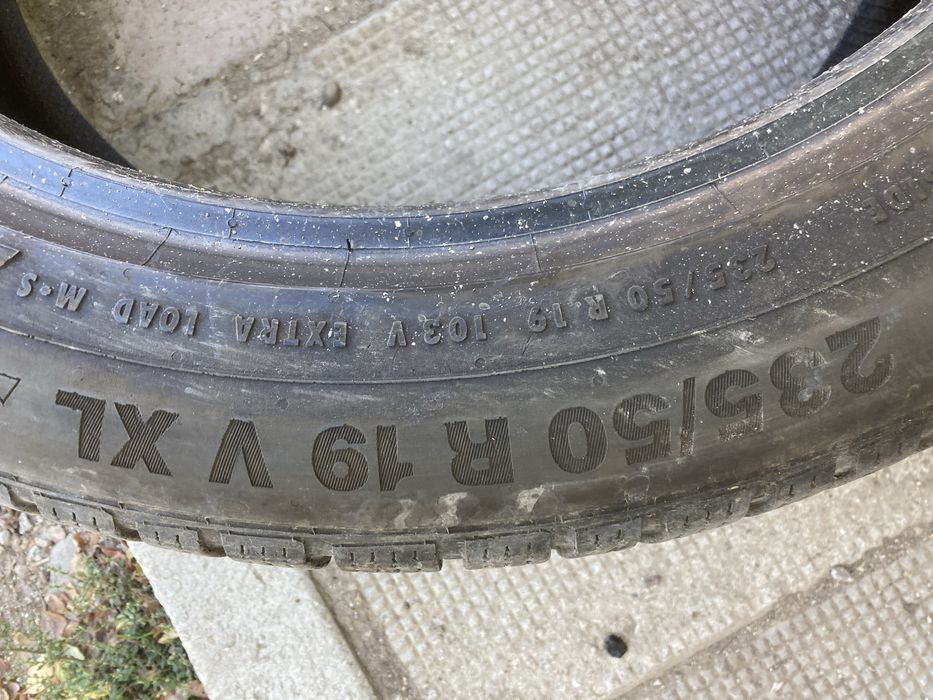 235/50 R 19 V XL
235/50 R 19 103 V EXTRA LOAD M+S